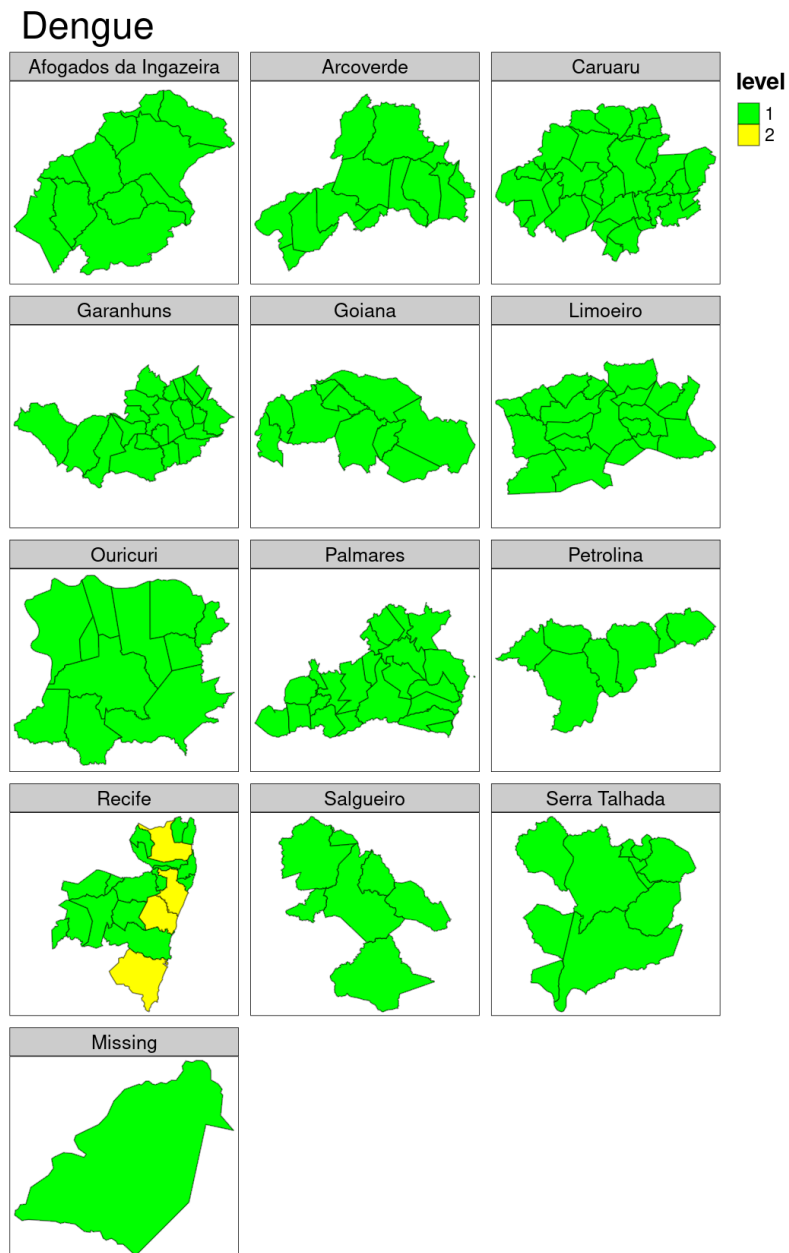 Dengue
Afogados da Ingazeira
Arcoverde
Caruaru
level
1
2
Garanhuns
Goiana
Limoeiro
Ouricuri
Palmares
Petrolina
Recife
Salgueiro
Serra Talhada
Missing